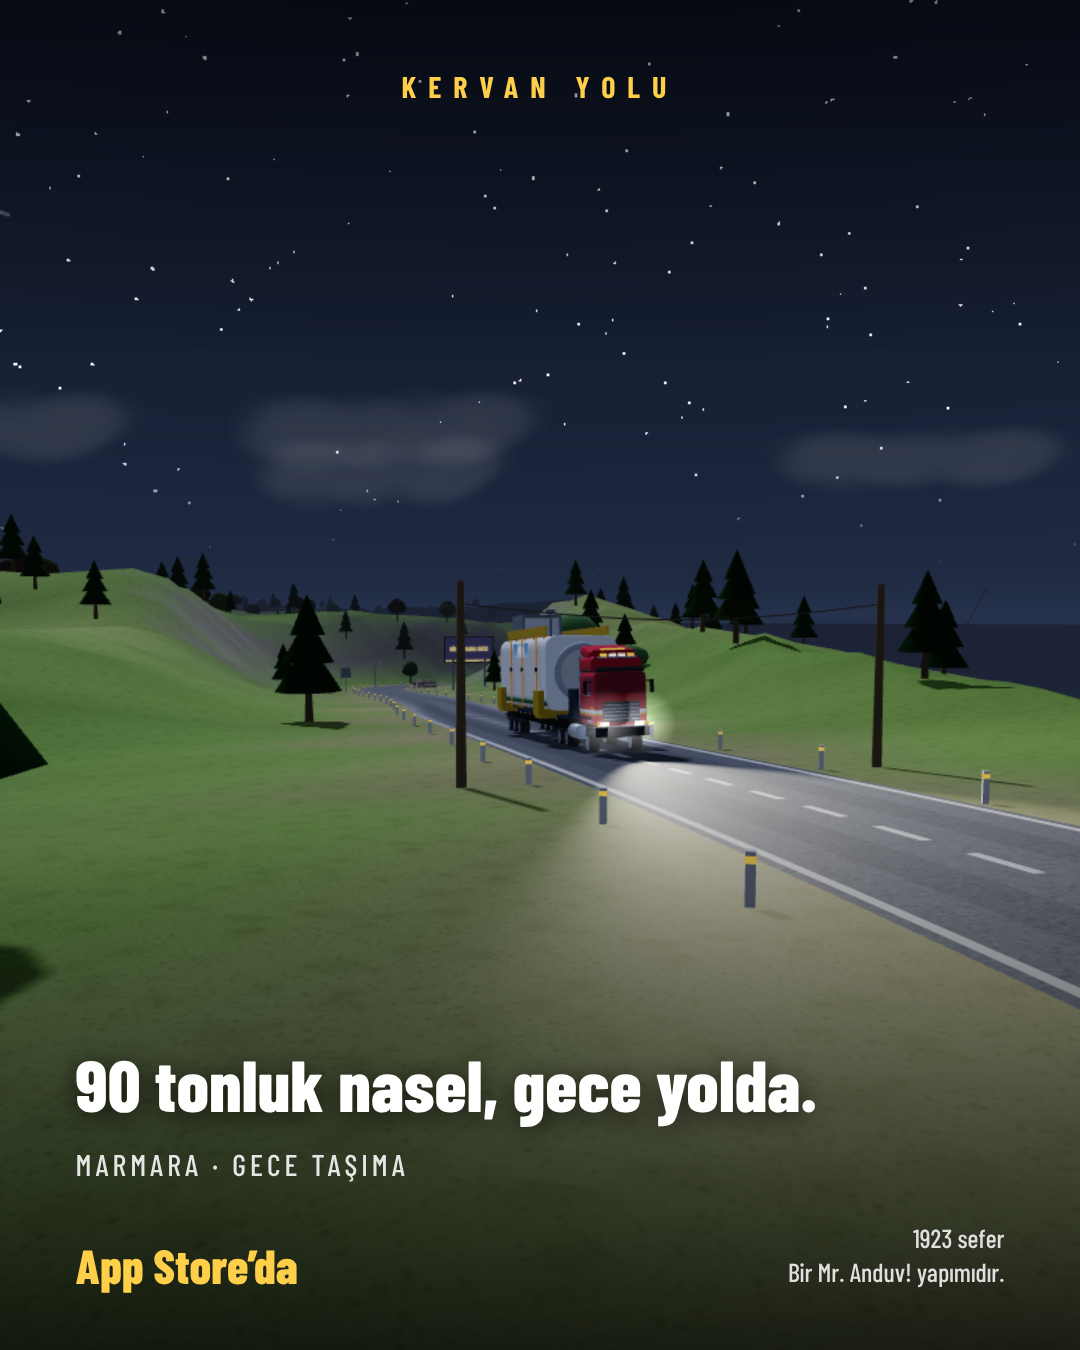 KERVAN YOLU
90 tonluk nasel, gece yolda.
MARMARA · GECE TAŞIMA
App Store'da
1923 sefer
Bir Mr. Anduv! yapımıdır.